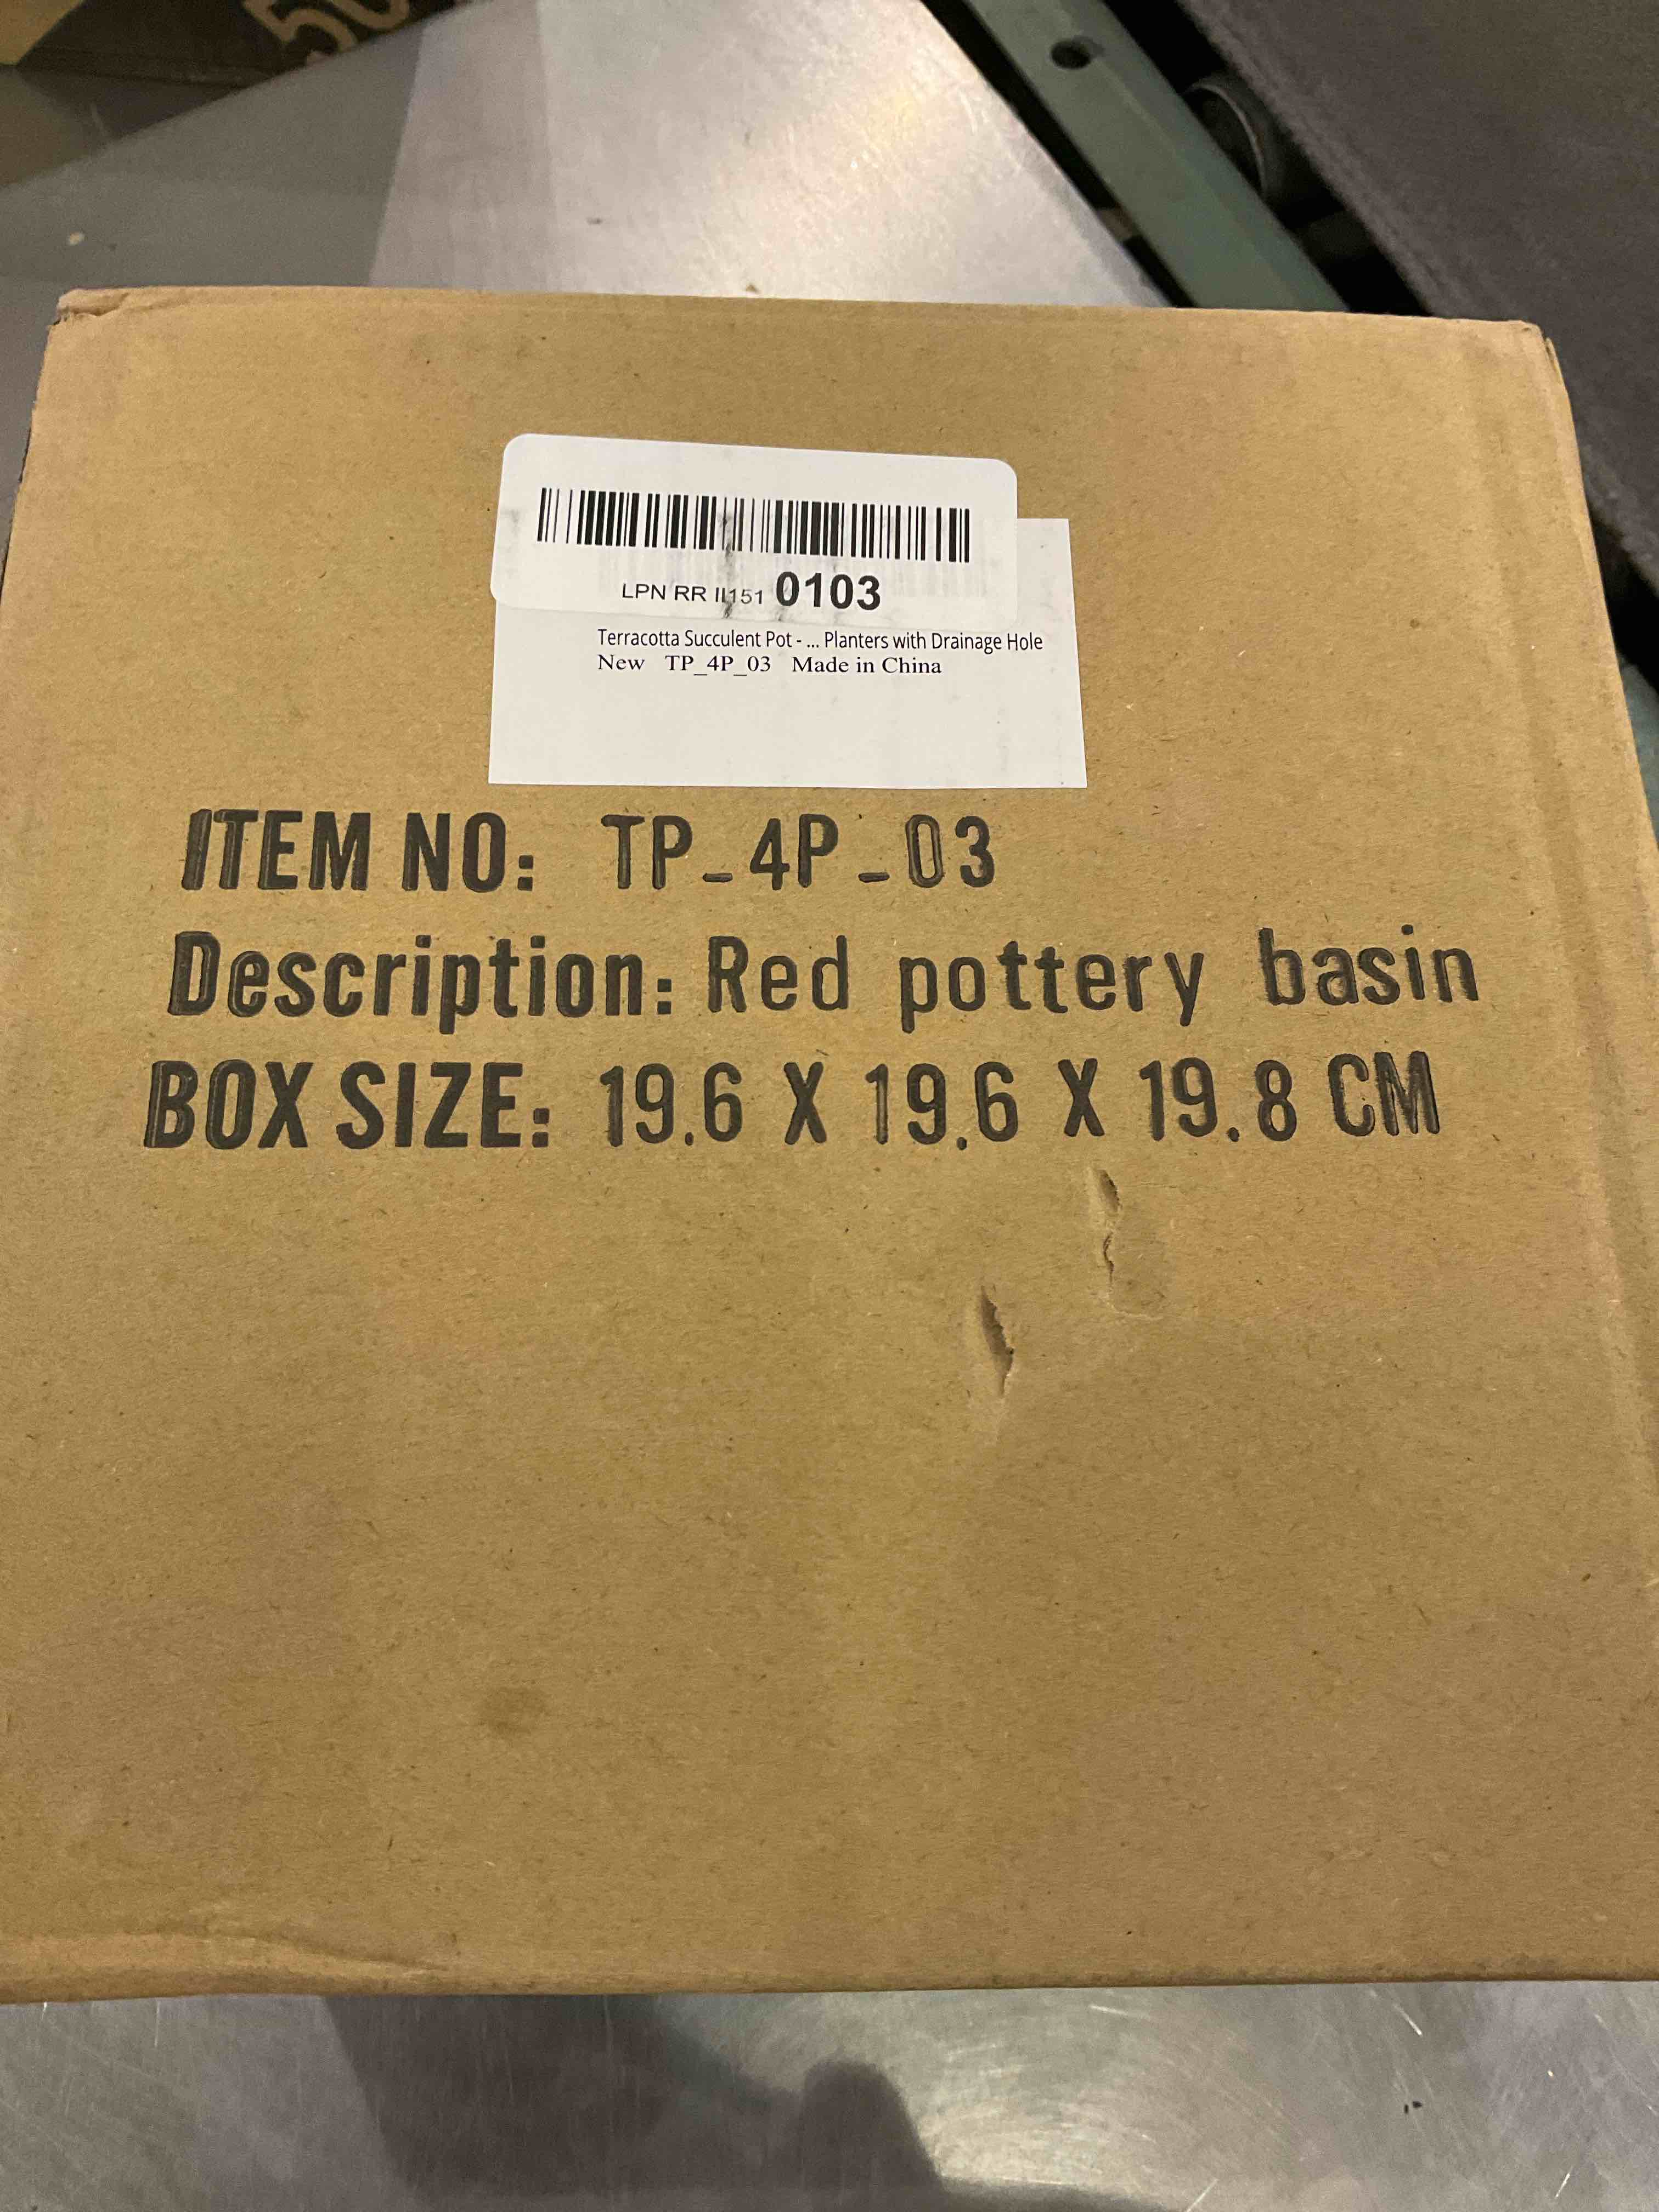 50
LPN RR II151 0103
Terracotta Succulent Pot - ... Planters with Drainage Hole
New TP_4P_03 Made in China
ITEM NO: TP_4P_03
Description: Red pottery basin
BOX SIZE: 19.6 X 19.6 X 19.8 CM